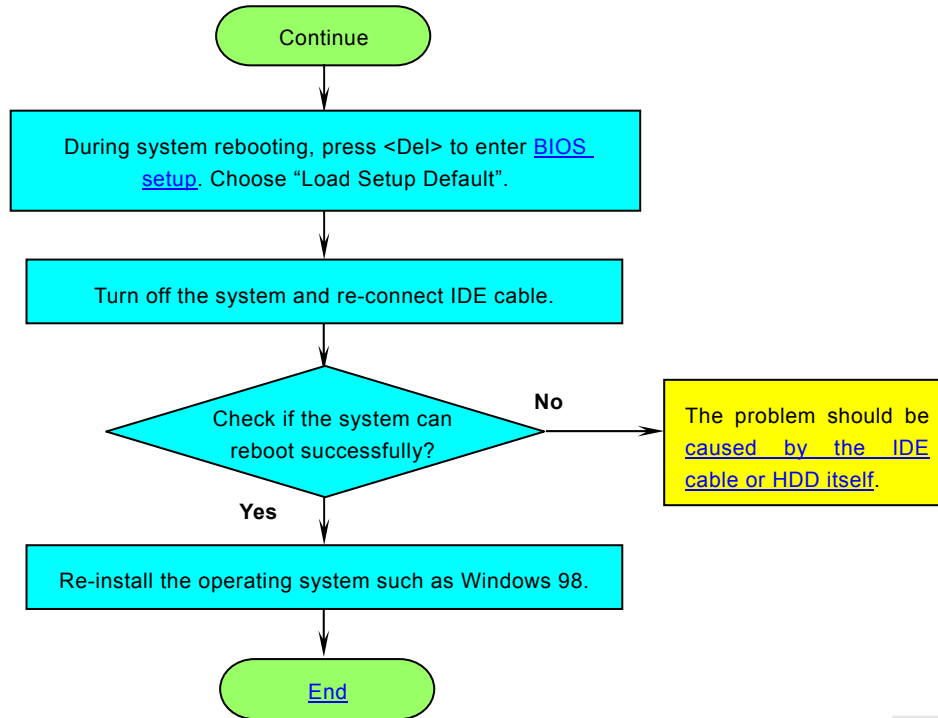 Continue
During system rebooting, press <Del> to enter BIOS
setup. Choose “Load Setup Default”.
Turn off the system and re-connect IDE cable.
Check if the system can
reboot successfully?
No
The problem should be
caused by the IDE
cable or HDD itself.
Yes
Re-install the operating system such as Windows 98.
End